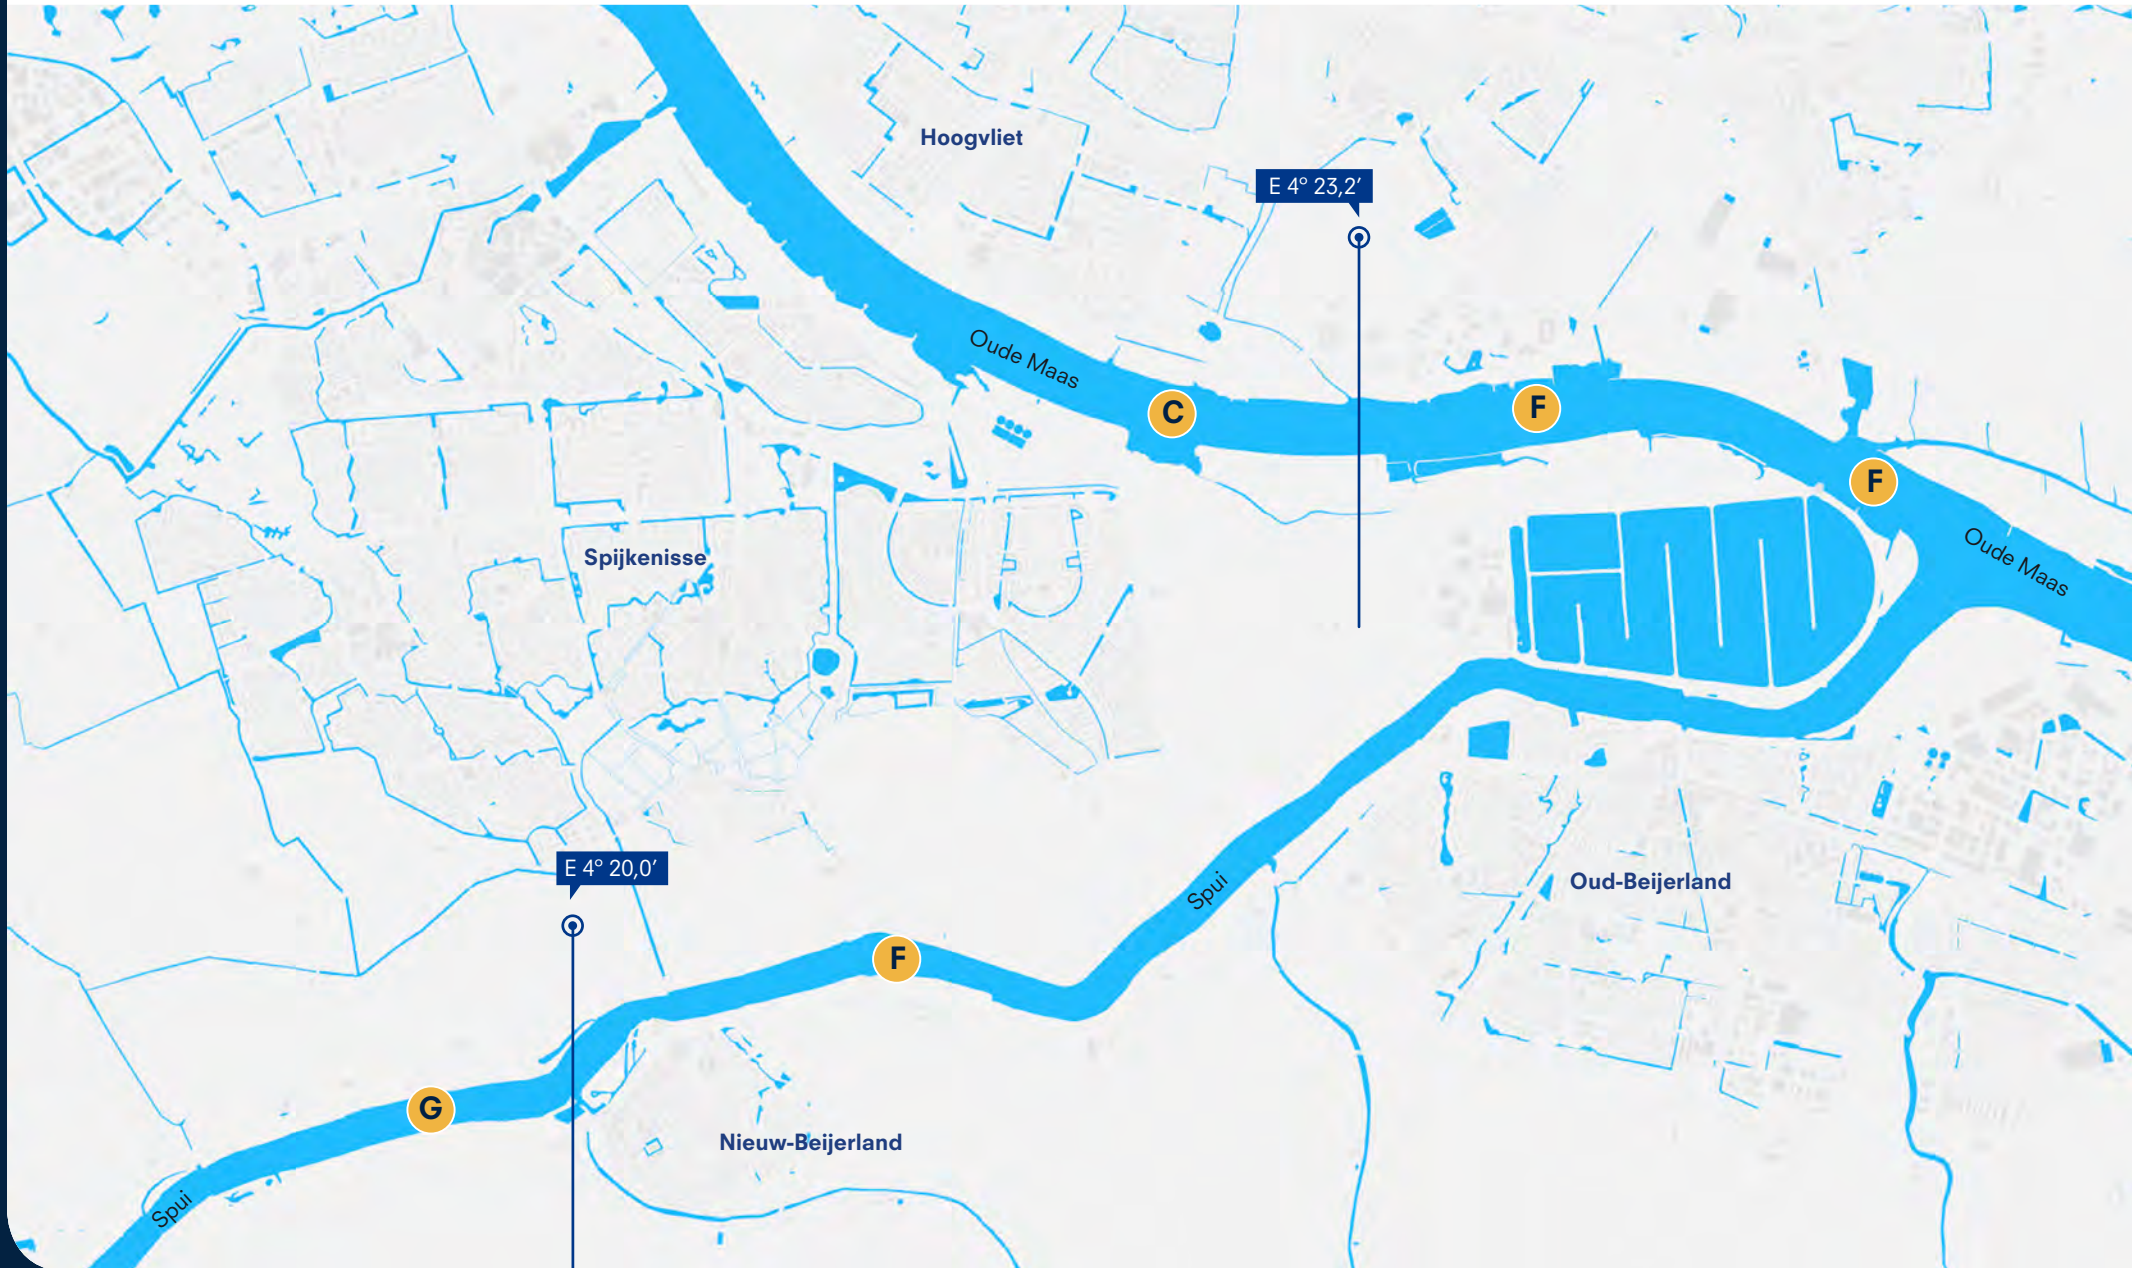 Hoogvliet
E 4° 23,2′
Oude Maas
C
F
F
Oude Maas
Spijkenisse
E 4° 20,0′
Oud-Beijerland
Spui
F
G
Nieuw-Beijerland
Spui